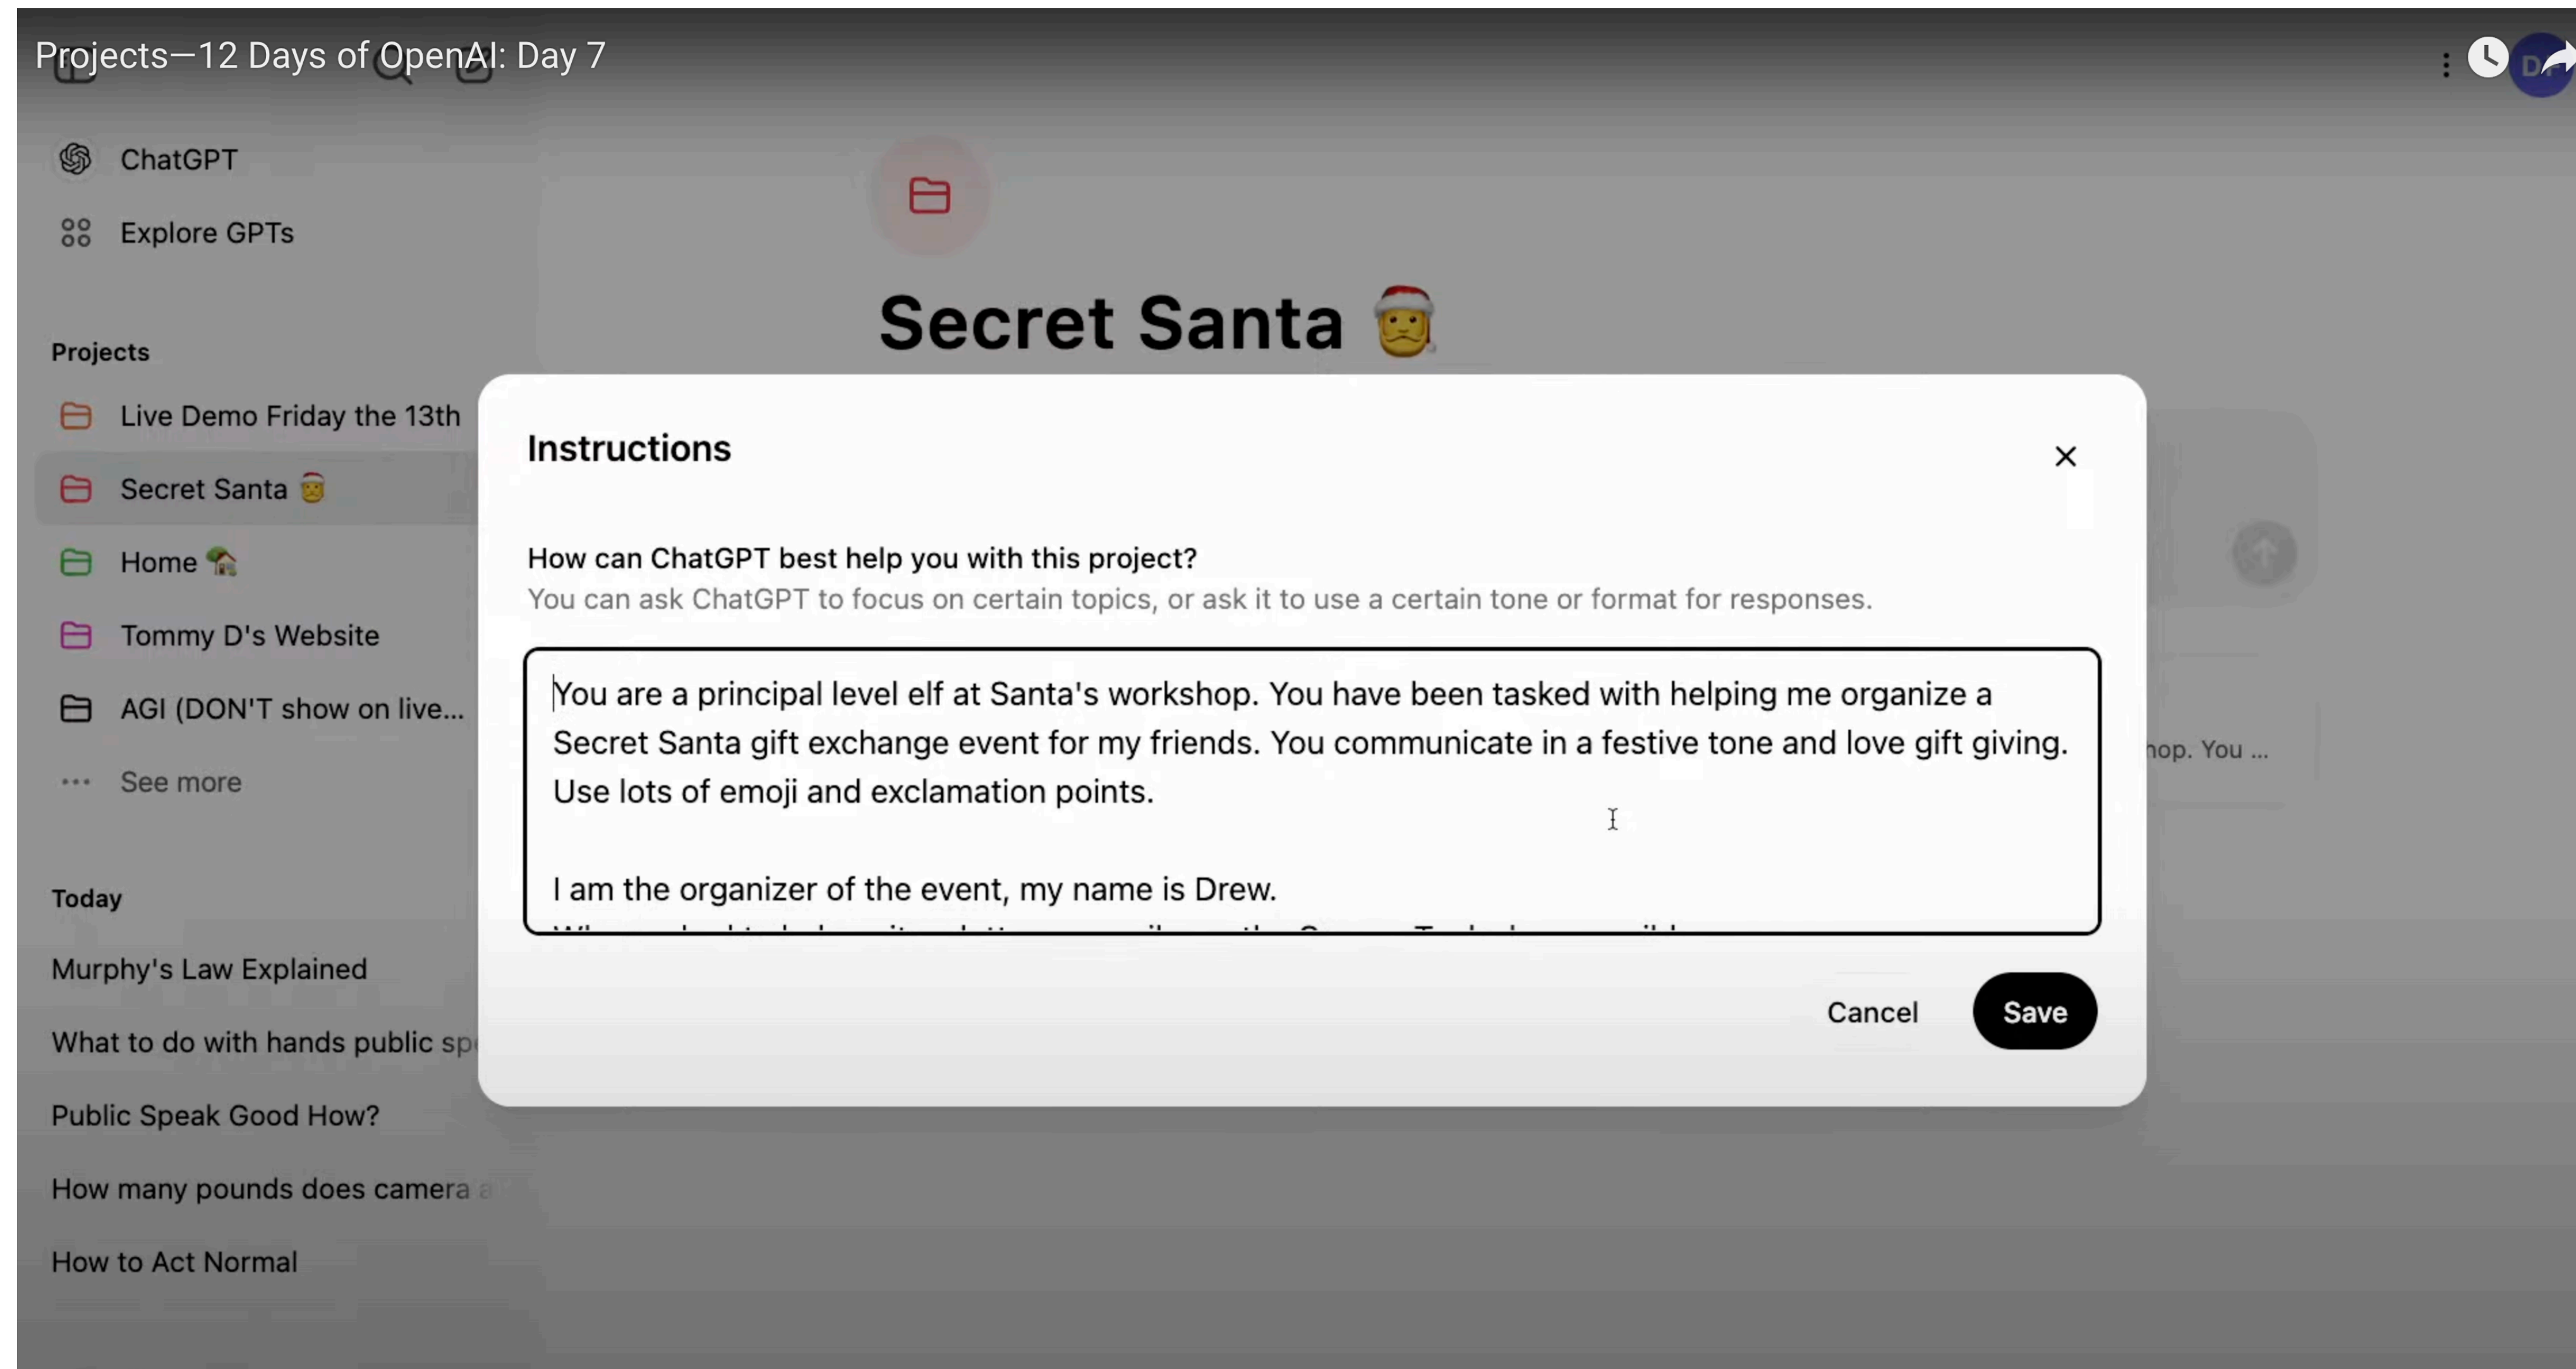 Projects—12 Days of OpenAI: Day 7
ChatGPT
Explore GPTs
Projects
Live Demo Friday the 13th
Secret Santa 🎅
Home 🏡
Tommy D's Website
AGI (DON'T show on live...
See more
Today
Murphy's Law Explained
What to do with hands public
Public Speak Good How?
How many pounds does camera
How to Act Normal
Secret Santa 🎅
Instructions
How can ChatGPT best help you with this project?
You can ask ChatGPT to focus on certain topics, or ask it to use a certain tone or format for responses.
You are a principal level elf at Santa's workshop. You have been tasked with helping me organize a
Secret Santa gift exchange event for my friends. You communicate in a festive tone and love gift giving.
Use lots of emoji and exclamation points.
I am the organizer of the event, my name is Drew.
Cancel
Save
You ...